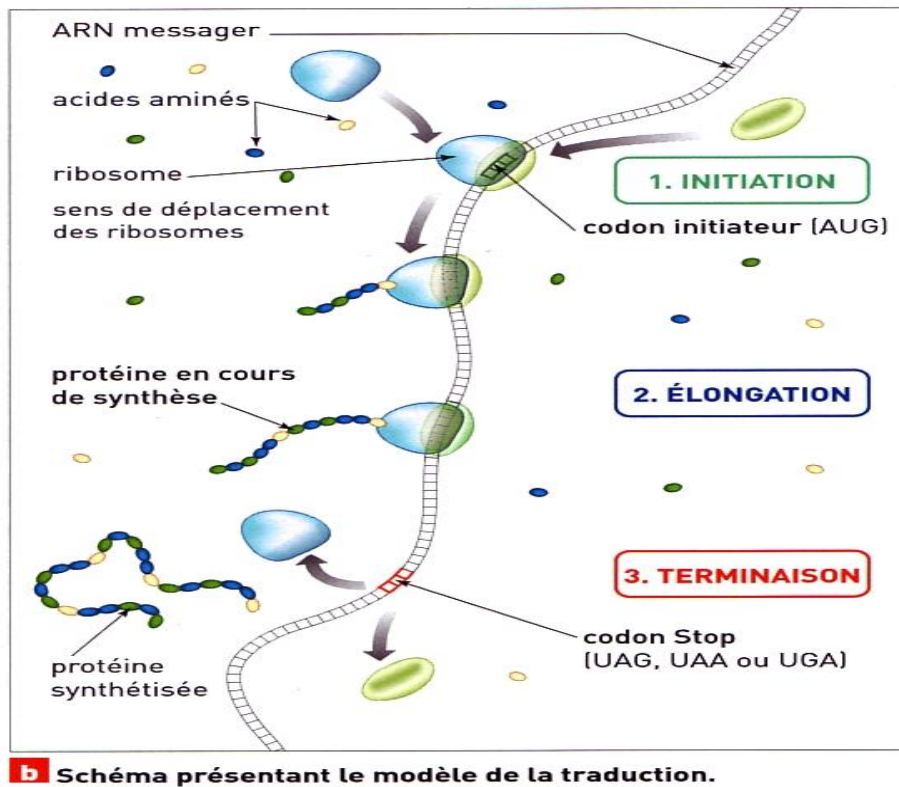 ARN messager
acides aminés
ribosome
sens de déplacement
des ribosomes
1. INITIATION
codon initiateur (AUG)
protéine en cours
de synthèse
2. ÉLONGATION
3. TERMINAISON
codon Stop
(UAG, UAA ou UGA)
protéine
synthétisée
b Schéma présentant le modèle de la traduction.